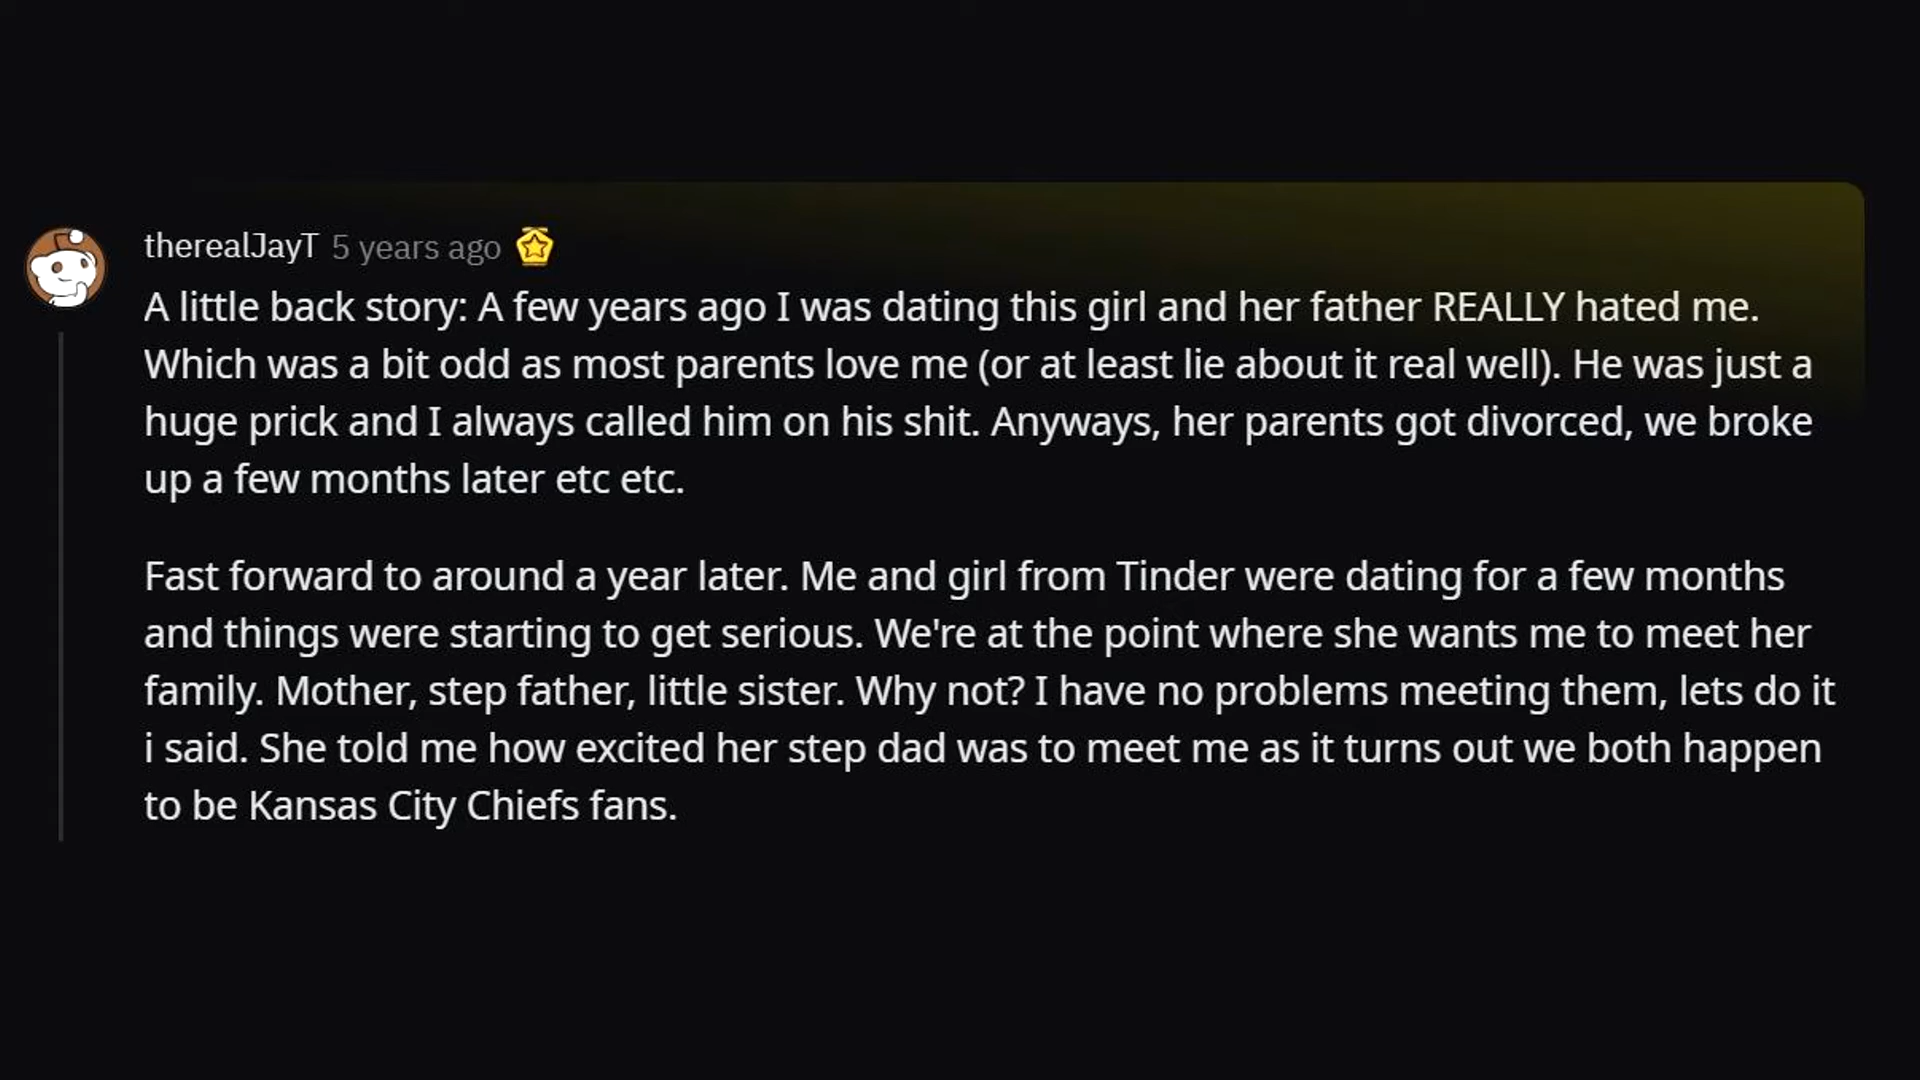 therealJayT 5 years ago
A little back story: A few years ago I was dating this girl and her father REALLY hated me.
Which was a bit odd as most parents love me (or at least lie about it real well). He was just a
huge prick and I always called him on his shit. Anyways, her parents got divorced, we broke
up a few months later etc etc.
Fast forward to around a year later. Me and girl from Tinder were dating for a few months
and things were starting to get serious. We're at the point where she wants me to meet her
family. Mother, step father, little sister. Why not? I have no problems meeting them, lets do it
i said. She told me how excited her step dad was to meet me as it turns out we both happen
to be Kansas City Chiefs fans.